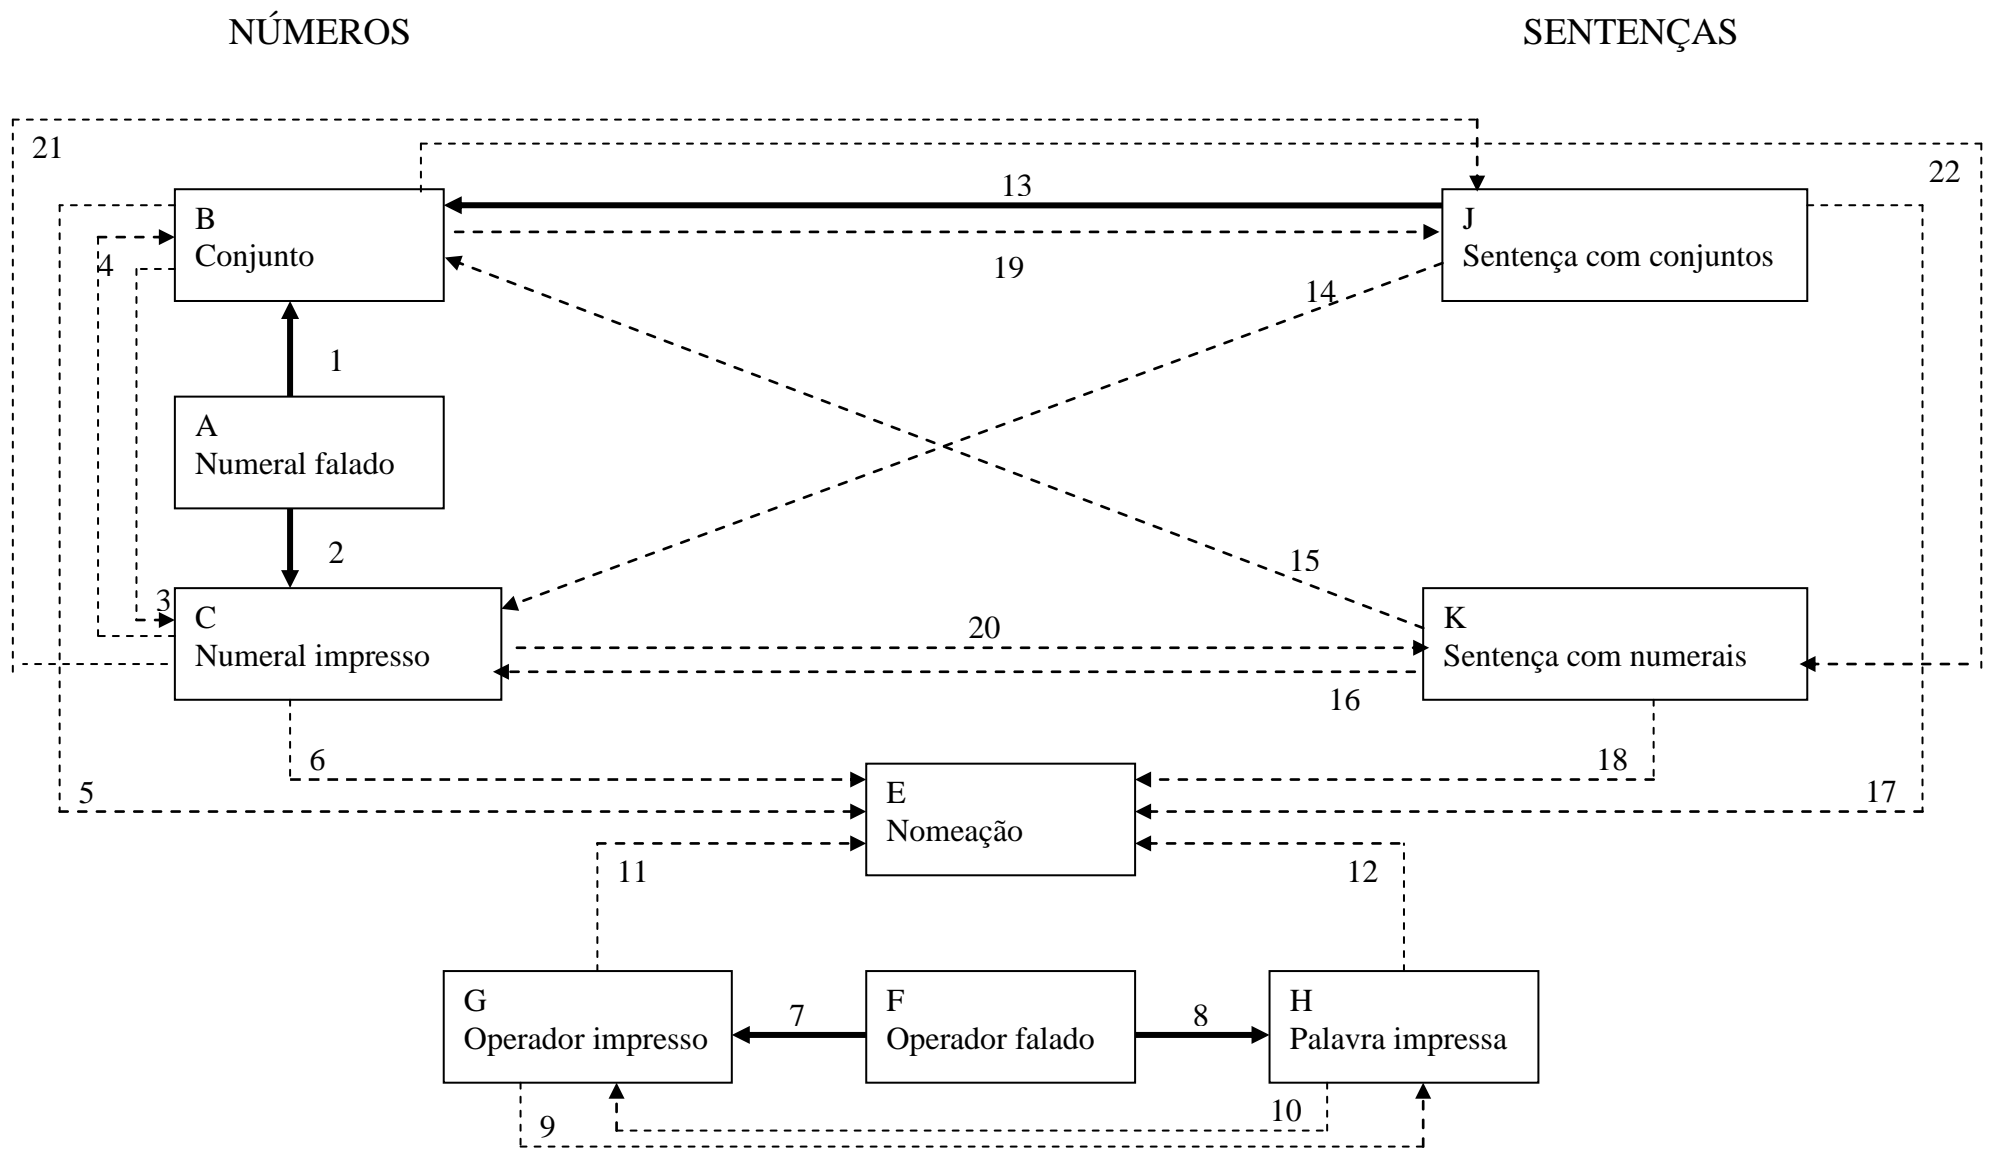 NÚMEROS
SENTENÇAS
21
22
13
B
Conjunto
J
Sentença com conjuntos
4
19
14
1
A
Numeral falado
2
15
3
C
Numeral impresso
20
K
Sentença com numerais
16
6
18
5
E
Nomeação
17
11
12
G
Operador impresso
7
F
Operador falado
8
H
Palavra impressa
9
10